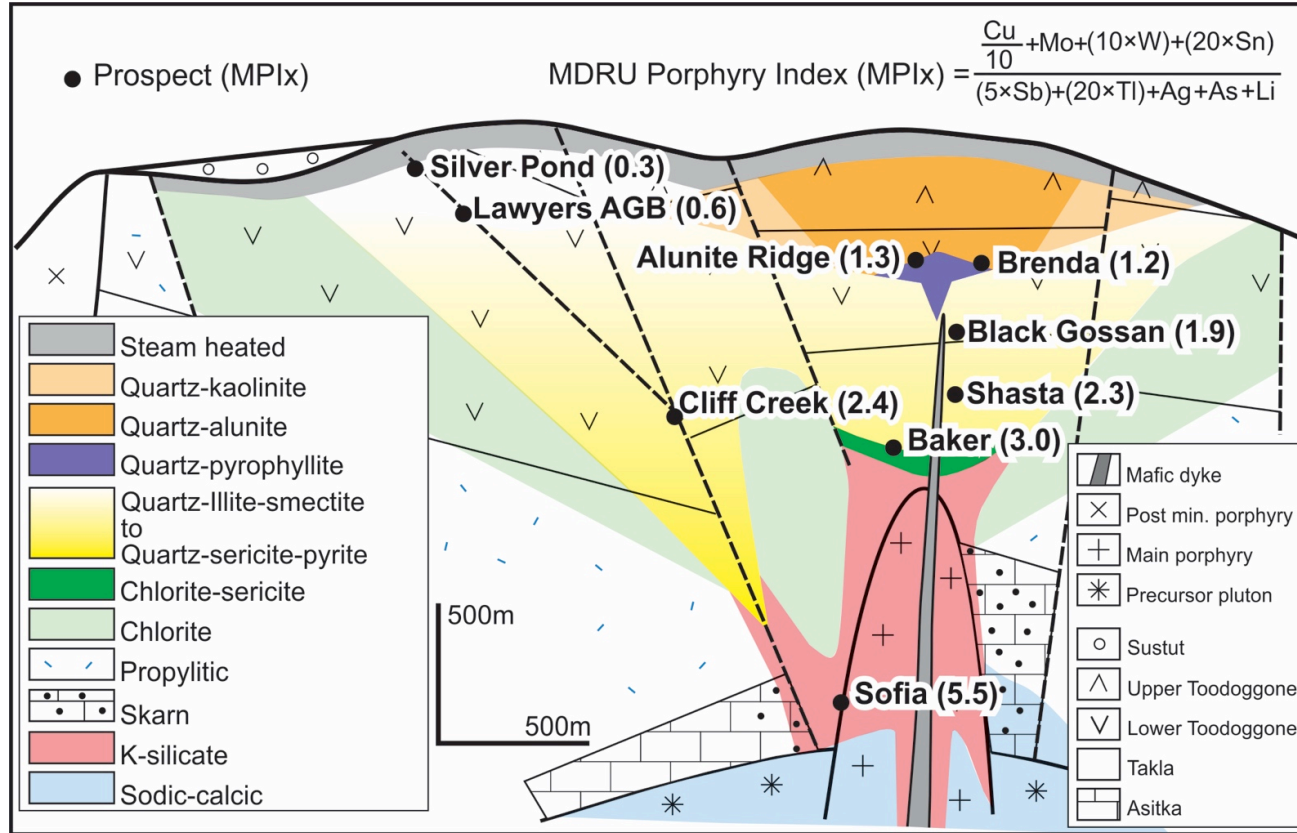 Prospect (MPIx)
MDRU Porphyry Index (MPIx) =
Cu
10
+Mo+(10×W)+(20×Sn)
(5×Sb)+(20×Tl)+Ag+As+Li
Silver Pond (0.3)
Lawyers AGB (0.6)
Alunite Ridge (1.3)
Brenda (1.2)
Black Gossan (1.9)
Cliff Creek (2.4)
Shasta (2.3)
Baker (3.0)
Sofia (5.5)
500m
500m
Steam heated
Quartz-kaolinite
Quartz-alunite
Quartz-pyrophyllite
Quartz-Illite-smectite
to
Quartz-sericite-pyrite
Chlorite-sericite
Chlorite
Propylitic
Skarn
K-silicate
Sodic-calcic
Mafic dyke
Post min. porphyry
Main porphyry
Precursor pluton
Sustut
Upper Toodoggone
Lower Toodoggone
Takla
Asitka